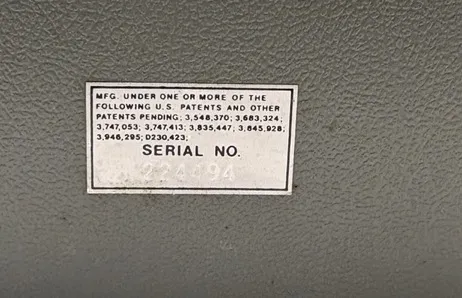 MFG. UNDER ONE OR MORE OF THE
FOLLOWING U.S. PATENTS AND OTHER
PATENTS PENDING; 3,548,370; 3,683,324;
3,747,053; 3,747,413; 3,835,447; 3,845,928;
3,946,295; D230,423;
SERIAL NO.
224494